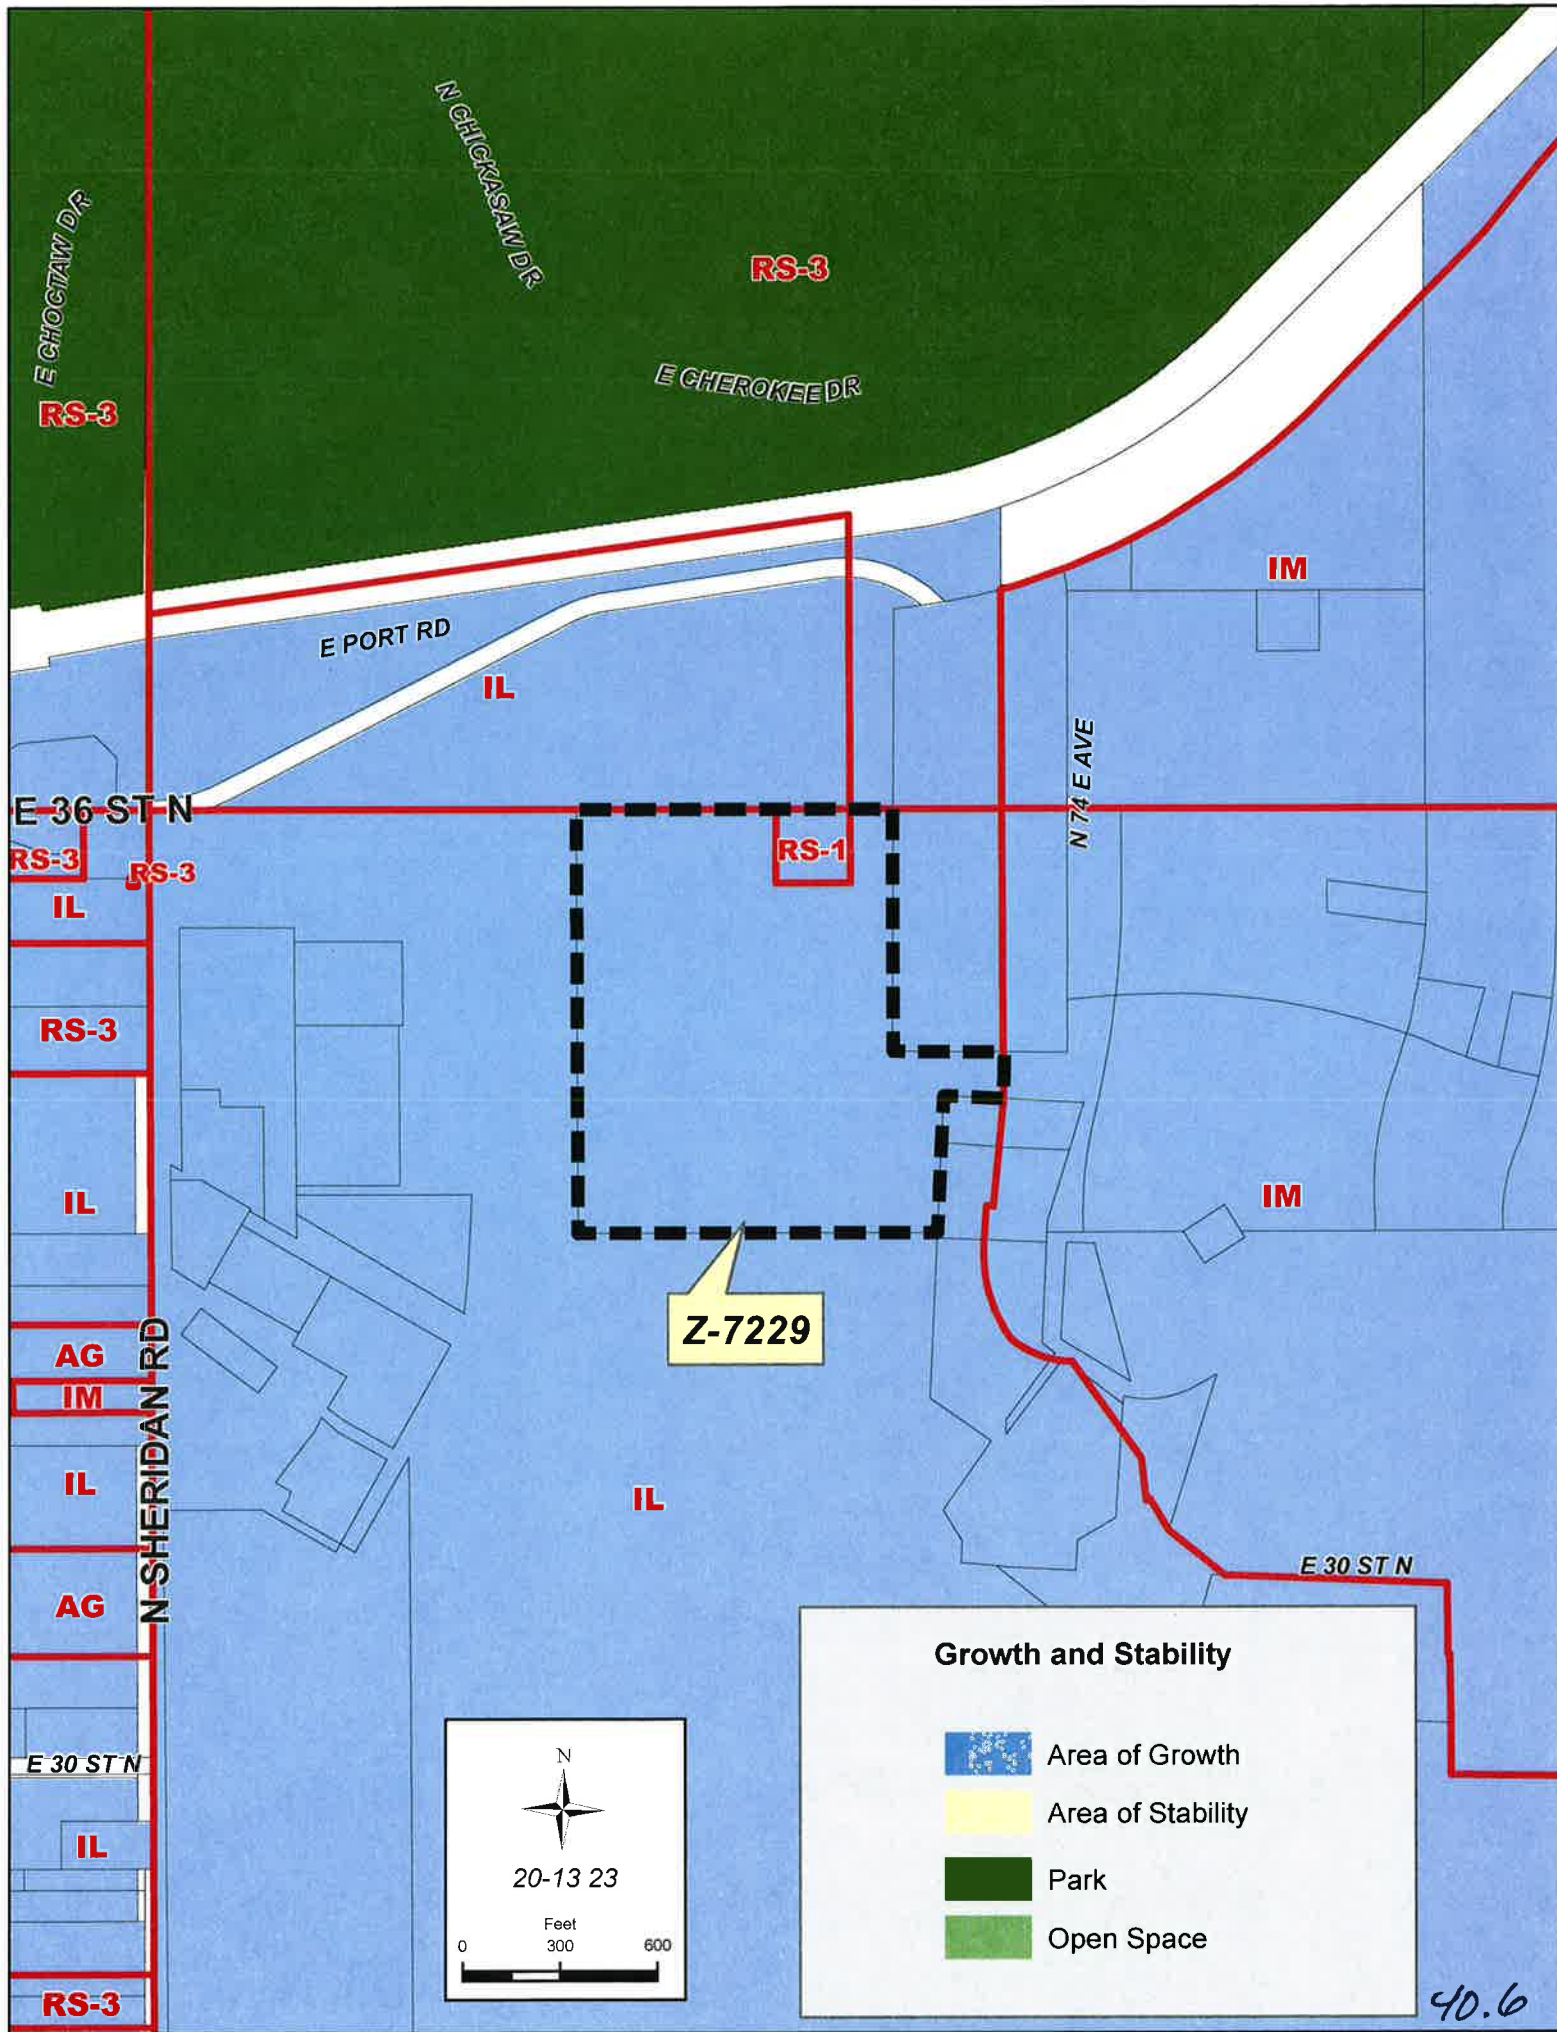 N CHICKASAW DR
E CHOCTAW DR
RS-3
E CHEROKEE DR
RS-3
IM
E PORT RD
IL
N 74 E AVE
E 36 ST N
RS-3
RS-3
RS-1
IL
RS-3
IL
IM
Z-7229
AG
IM
N SHERIDAN RD
IL
IL
E 30 ST N
AG
Growth and Stability
Area of Growth
Area of Stability
Park
Open Space
E 30 ST N
N
20-13 23
Feet
0 300 600
IL
RS-3
40.6